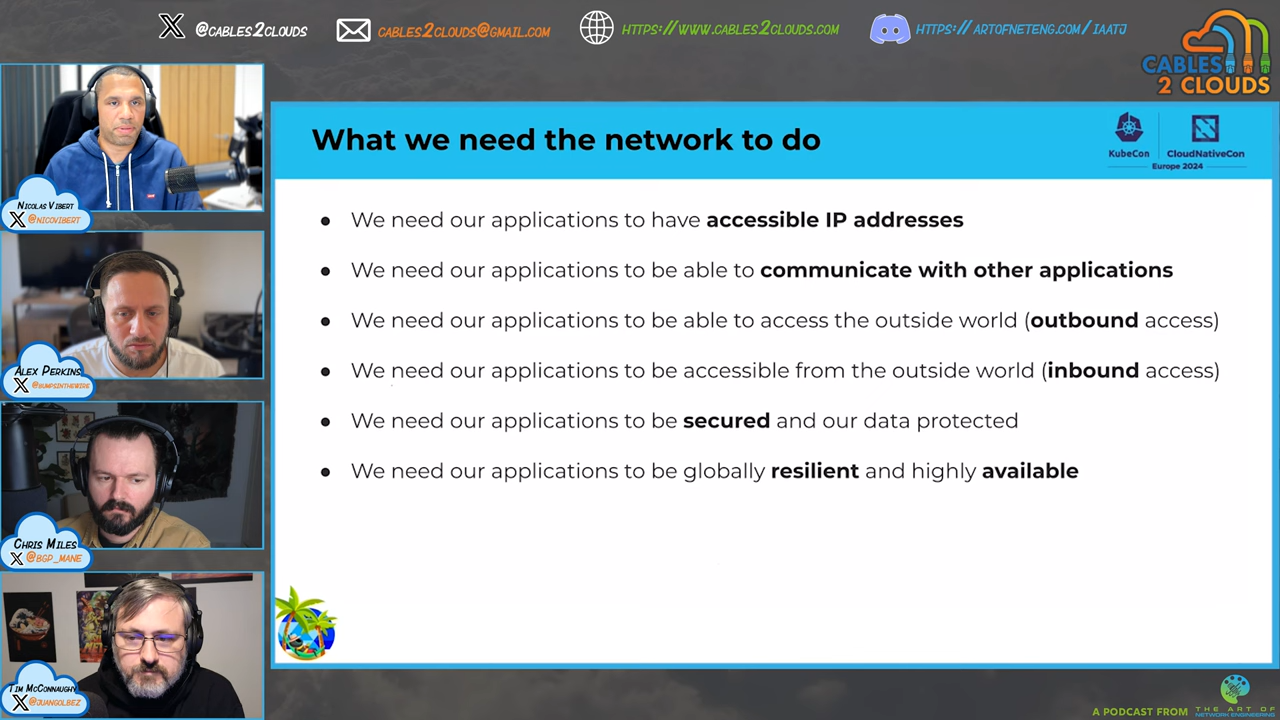 @CABLES2CLOUDS
CABLES2CLOUDS@GMAIL.COM
HTTPS://WWW.CABLES2CLOUDS.COM
HTTPS://ARTOFNETENG.COM/IAATJ
CABLES
2 CLOUDS
What we need the network to do
KubeCon
CloudNativeCon
Europe 2024
• We need our applications to have accessible IP addresses
• We need our applications to be able to communicate with other applications
• We need our applications to be able to access the outside world (outbound access)
• We need our applications to be accessible from the outside world (inbound access)
• We need our applications to be secured and our data protected
• We need our applications to be globally resilient and highly available
NICOLAS VIBERT
@NICOVIBERT
ALEX PERKINS
@BUMPSINTHEWIRE
CHRIS MILES
@BGP_MANE
TIM MCCONNAUGHY
@JUANGOLBEZ
A PODCAST FROM
THE ART OF
NETWORK ENGINEERING